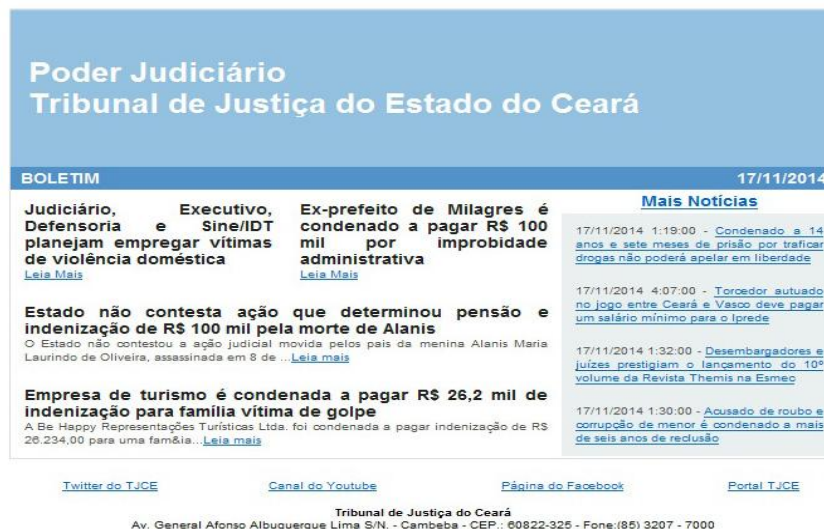 Poder Judiciário
Tribunal de Justiça do Estado do Ceará
BOLETIM
17/11/2014
Judiciário, Executivo,
Defensoria e Sine/IDT
planejam empregar vítimas
de violência doméstica
Leia Mais
Ex-prefeito de Milagres é
condenado a pagar R$ 100
mil por improbidade
administrativa
Leia Mais
Estado não contesta ação que determinou pensão e
indenização de R$ 100 mil pela morte de Alanis
O Estado não contestou a ação judicial movida pelos pais da menina Alanis Maria
Laurindo de Oliveira, assassinada em 8 de ...Leia mais
Empresa de turismo é condenada a pagar R$ 26,2 mil de
indenização para família vítima de golpe
A Be Happy Representações Turísticas Ltda. foi condenada a pagar indenização de R$
26.234,00 para uma fam&ia...Leia mais
Mais Notícias
17/11/2014 1:19:00 - Condenado a 14
anos e sete meses de prisão por traficar
drogas não poderá apelar em liberdade
17/11/2014 4:07:00 - Torcedor autuado
no jogo entre Ceará e Vasco deve pagar
um salário mínimo para o Iprede
17/11/2014 1:32:00 - Desembargadores e
juízes prestigiam o lançamento do 10º
volume da Revista Themis na Esmec
17/11/2014 1:30:00 - Acusado de roubo e
corrupção de menor é condenado a mais
de seis anos de reclusão
Twitter do TJCE
Canal do Youtube
Página do Facebook
Portal TJCE
Tribunal de Justiça do Ceará
Av. General Afonso Albuquerque Lima S/N. - Cambeba - CEP.: 60822-325 - Fone:(85) 3207 - 7000